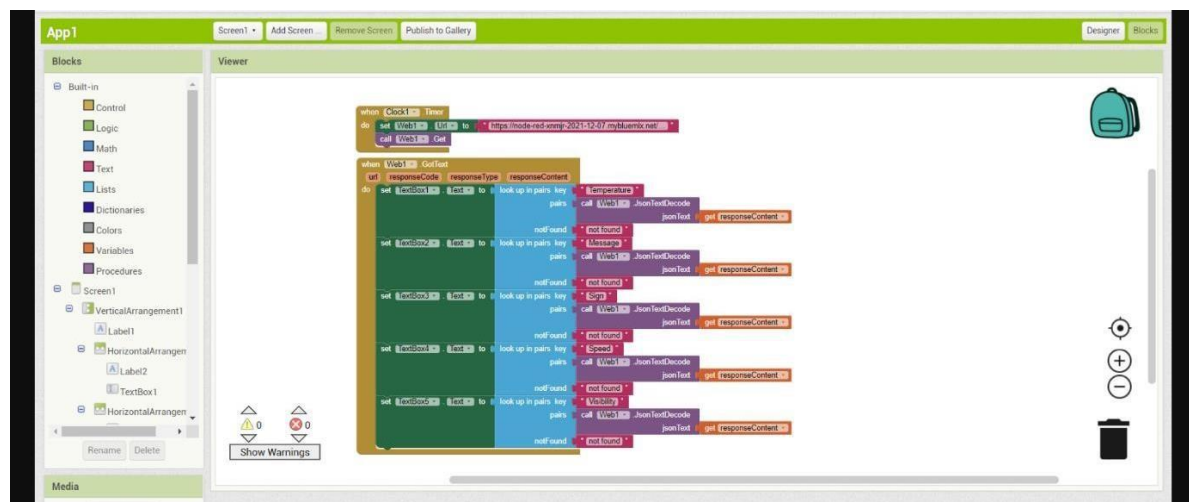 App1
Screen1 Add Screen ... Remove Screen Publish to Gallery
Designer Blocks
Blocks
Viewer
Built-in
Control
Logic
Math
Text
Lists
Dictionaries
Colors
Variables
Procedures
Screen1
VerticalArrangement1
Label1
HorizontalArrangen
Label2
TextBox1
HorizontalArrangen
Rename Delete
Media
when Clock1 .Timer
do set Web1 . Url to " https://node-red-xnmjr-2021-12-07.mybluemix.net/... "
call Web1 .Get
when Web1 .GotText
url responseCode responseType responseContent
do set TextBox1 . Text to look up in pairs key " Temperature "
pairs call Web1 .JsonTextDecode
jsonText get responseContent
notFound " not found "
set TextBox2 . Text to look up in pairs key " Message "
pairs call Web1 .JsonTextDecode
jsonText get responseContent
notFound " not found "
set TextBox3 . Text to look up in pairs key " Sign "
pairs call Web1 .JsonTextDecode
jsonText get responseContent
notFound " not found "
set TextBox4 . Text to look up in pairs key " Speed "
pairs call Web1 .JsonTextDecode
jsonText get responseContent
notFound " not found "
set TextBox5 . Text to look up in pairs key " Visibility "
pairs call Web1 .JsonTextDecode
jsonText get responseContent
notFound " not found "
0 0
Show Warnings